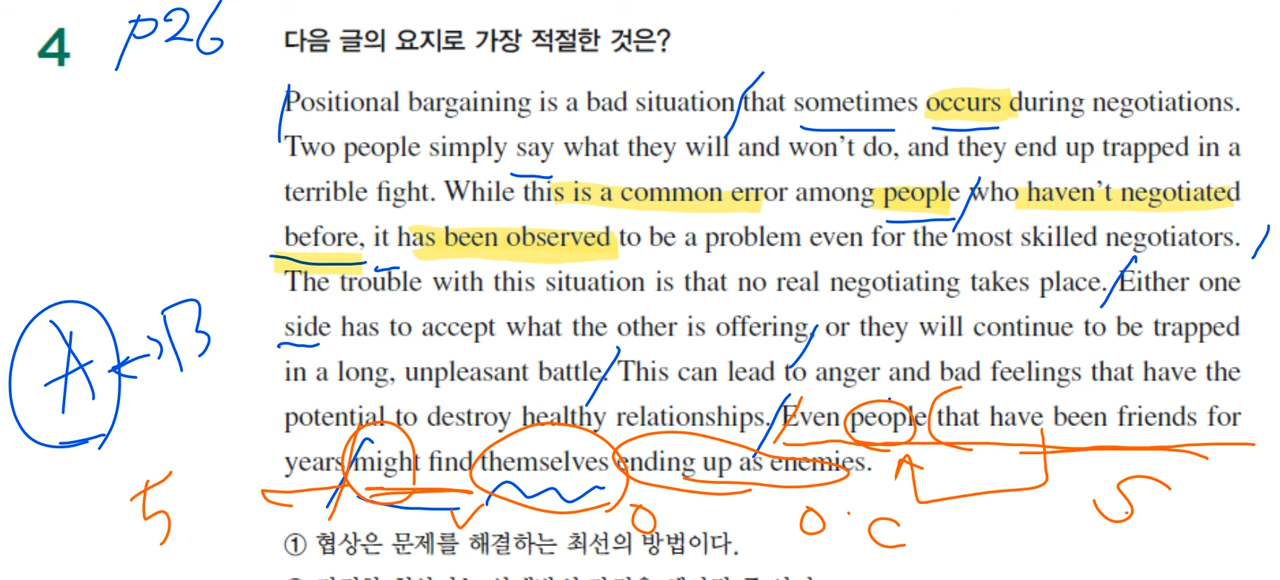 4 p26 다음 글의 요지로 가장 적절한 것은?
Positional bargaining is a bad situation that sometimes occurs during negotiations.
Two people simply say what they will and won't do, and they end up trapped in a
terrible fight. While this is a common error among people who haven't negotiated
before, it has been observed to be a problem even for the most skilled negotiators.
The trouble with this situation is that no real negotiating takes place. Either one
side has to accept what the other is offering, or they will continue to be trapped
in a long, unpleasant battle. This can lead to anger and bad feelings that have the
potential to destroy healthy relationships. Even people that have been friends for
years might find themselves ending up as enemies.
A ↔ B
5
V O O.C S
① 협상은 문제를 해결하는 최선의 방법이다.